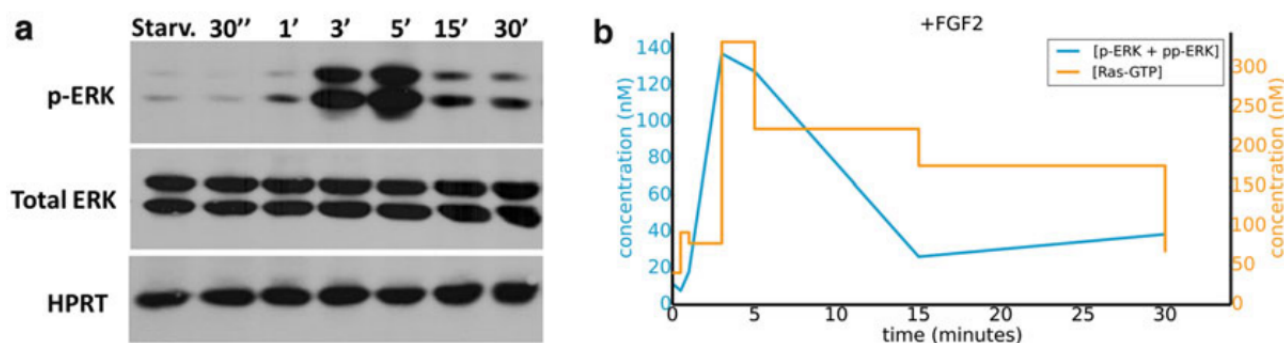 a
Starv. 30'' 1' 3' 5' 15' 30'
p-ERK
Total ERK
HPRT
b
+FGF2
[p-ERK + pp-ERK]
[Ras-GTP]
concentration (nM)
140
120
100
80
60
40
20
0
0 5 10 15 20 25 30
time (minutes)
300
250
200
150
100
50
0
concentration (nM)